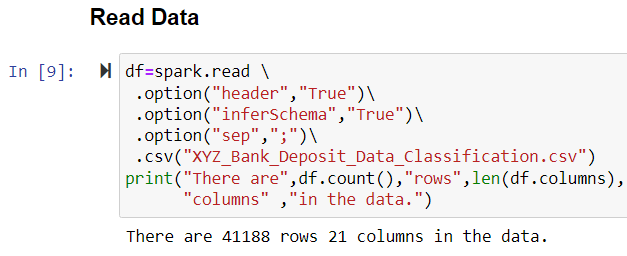 Read Data
In [9]:
df=spark.read \
.option("header","True")\
.option("inferSchema","True")\
.option("sep",";")\
.csv("XYZ_Bank_Deposit_Data_Classification.csv")
print("There are",df.count(),"rows",len(df.columns),
"columns" ,"in the data.")
There are 41188 rows 21 columns in the data.